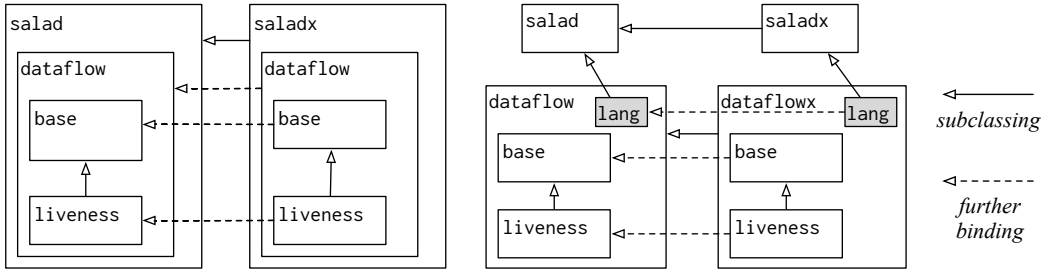 salad
dataflow
base
liveness
saladx
dataflow
base
liveness
salad
saladx
dataflow
lang
base
liveness
dataflowx
lang
base
liveness
subclassing
further
binding